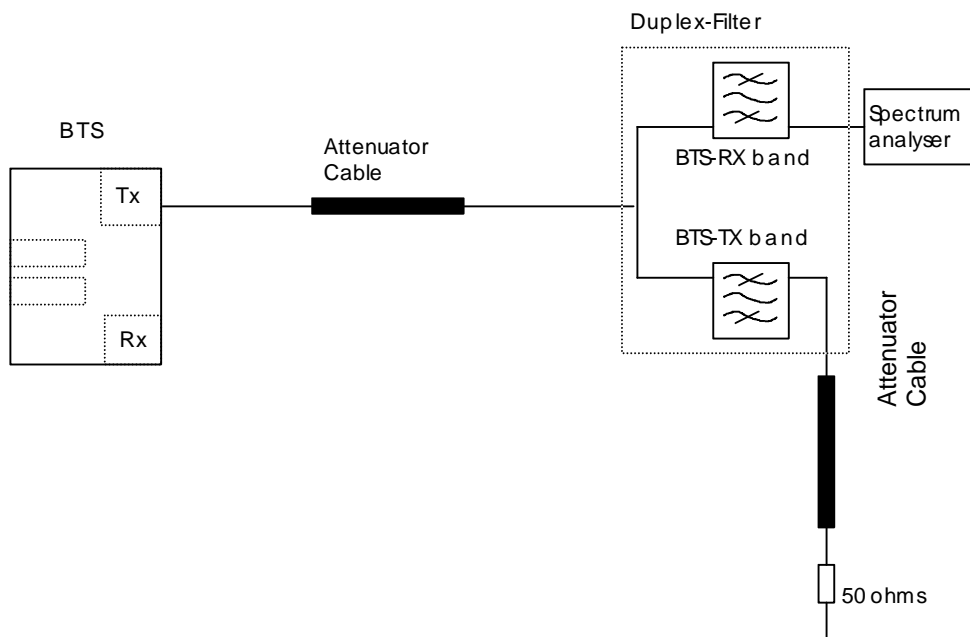 Duplex-Filter
BTS
Attenuator
Cable
Tx
Rx
BTS-RX band
Spectrum
analyser
BTS-TX band
Attenuator
Cable
50 ohms